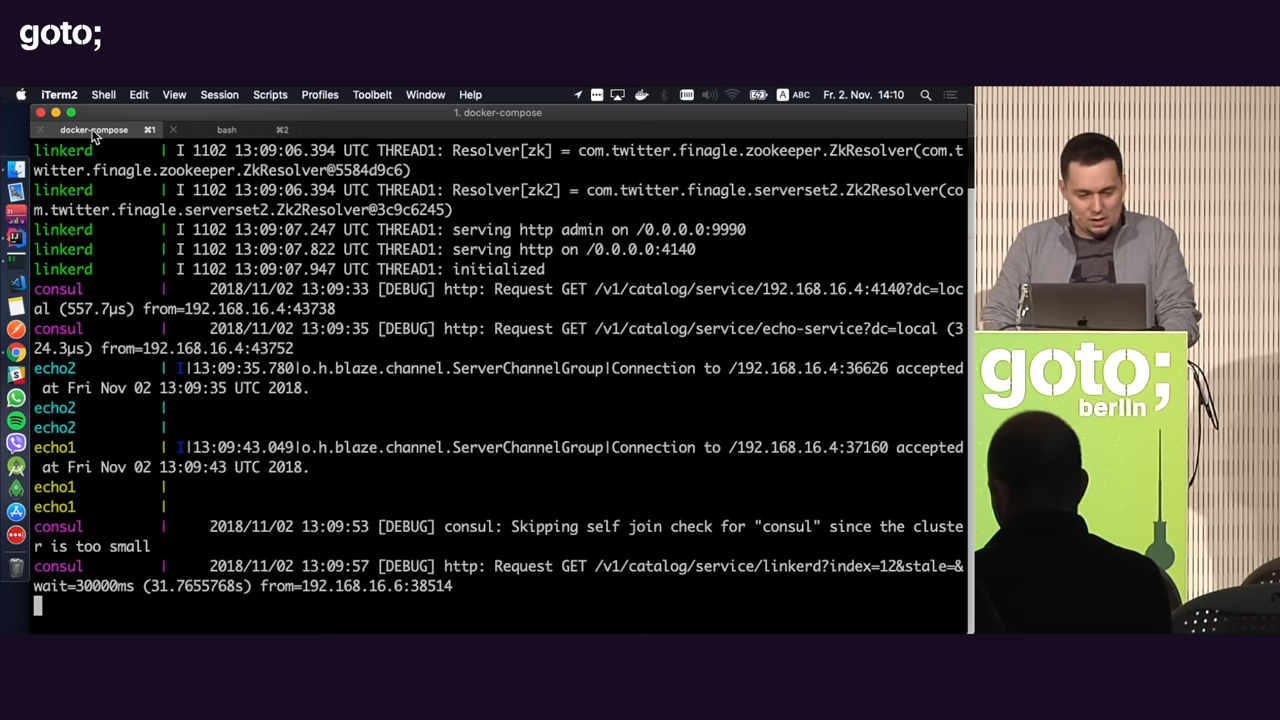 goto;
iTerm2 Shell Edit View Session Scripts Profiles Toolbelt Window Help A ABC Fr. 2. Nov. 14:10
1. docker-compose
docker-compose ⌘1 bash ⌘2
linkerd | I 1102 13:09:06.394 UTC THREAD1: Resolver[zk] = com.twitter.finagle.zookeeper.ZkResolver(com.t
witter.finagle.zookeeper.ZkResolver@5584d9c6)
linkerd | I 1102 13:09:06.394 UTC THREAD1: Resolver[zk2] = com.twitter.finagle.serverset2.Zk2Resolver(co
m.twitter.finagle.serverset2.Zk2Resolver@3c9c6245)
linkerd | I 1102 13:09:07.247 UTC THREAD1: serving http admin on /0.0.0.0:9990
linkerd | I 1102 13:09:07.822 UTC THREAD1: serving http on /0.0.0.0:4140
linkerd | I 1102 13:09:07.947 UTC THREAD1: initialized
consul | 2018/11/02 13:09:33 [DEBUG] http: Request GET /v1/catalog/service/192.168.16.4:4140?dc=loc
al (557.7µs) from=192.168.16.4:43738
consul | 2018/11/02 13:09:35 [DEBUG] http: Request GET /v1/catalog/service/echo-service?dc=local (3
24.3µs) from=192.168.16.4:43752
echo2 | I|13:09:35.780|o.h.blaze.channel.ServerChannelGroup|Connection to /192.168.16.4:36626 accepted
at Fri Nov 02 13:09:35 UTC 2018.
echo2 |
echo2 |
echo1 | I|13:09:43.049|o.h.blaze.channel.ServerChannelGroup|Connection to /192.168.16.4:37160 accepted
at Fri Nov 02 13:09:43 UTC 2018.
echo1 |
echo1 |
consul | 2018/11/02 13:09:53 [DEBUG] consul: Skipping self join check for "consul" since the cluste
r is too small
consul | 2018/11/02 13:09:57 [DEBUG] http: Request GET /v1/catalog/service/linkerd?index=12&stale=&
wait=30000ms (31.7655768s) from=192.168.16.6:38514
goto;
berlin